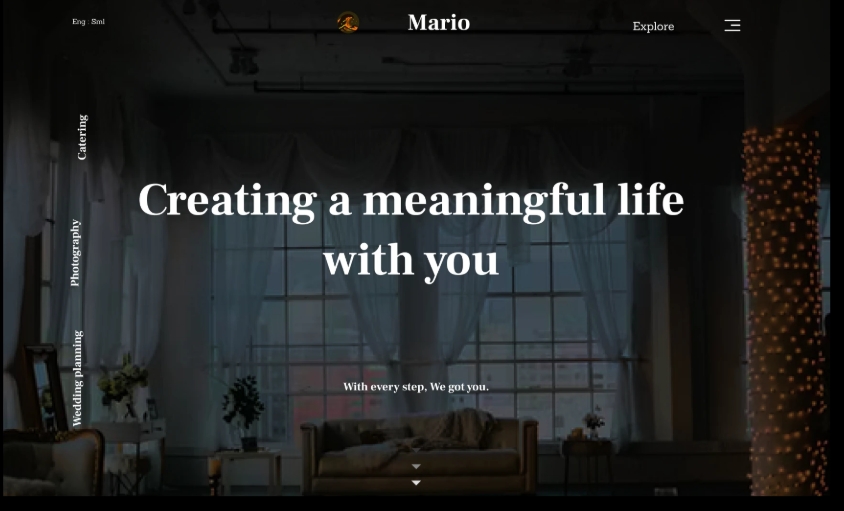 Eng Sml
Mario
Explore
Catering
Photography
Wedding planning
Creating a meaningful life
with you
With every step, We got you.